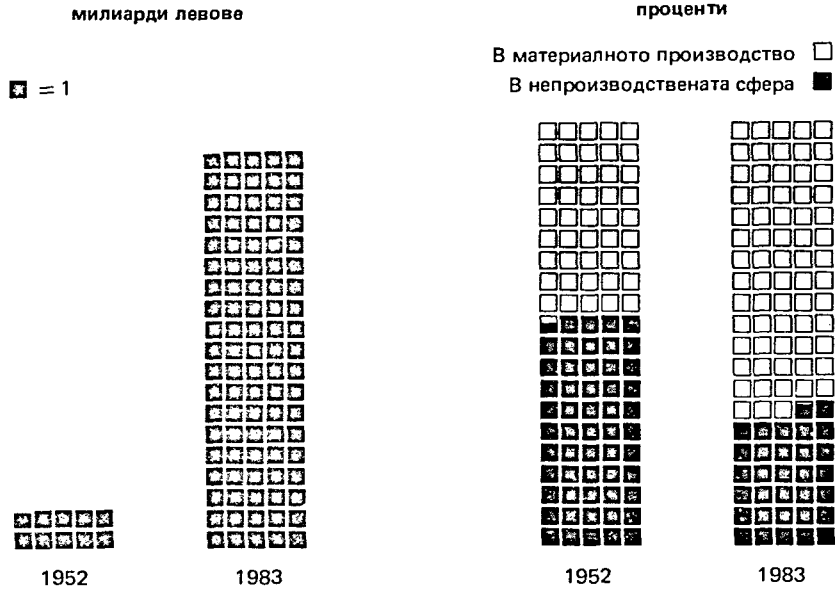 милиарди левове
= 1
1952
1983
проценти
В материалното производство
В непроизводствената сфера
1952
1983